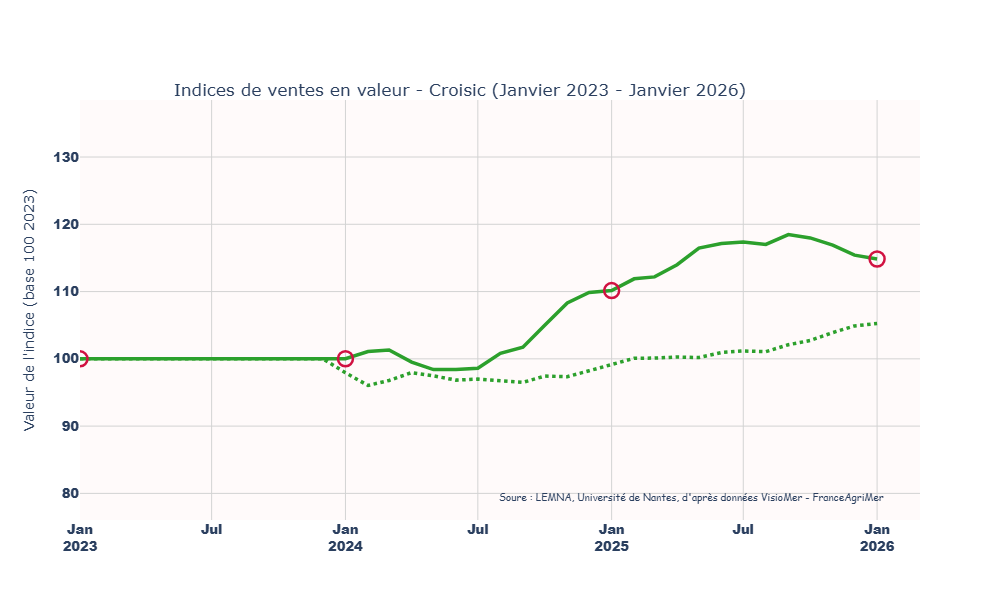 Indices de ventes en valeur - Croisic (Janvier 2023 - Janvier 2026)
Valeur de l'indice (base 100 2023)
130
120
110
100
90
80
Soure : LEMNA, Université de Nantes, d'après données VisioMer - FranceAgriMer
Jan
2023
Jul
Jan
2024
Jul
Jan
2025
Jul
Jan
2026